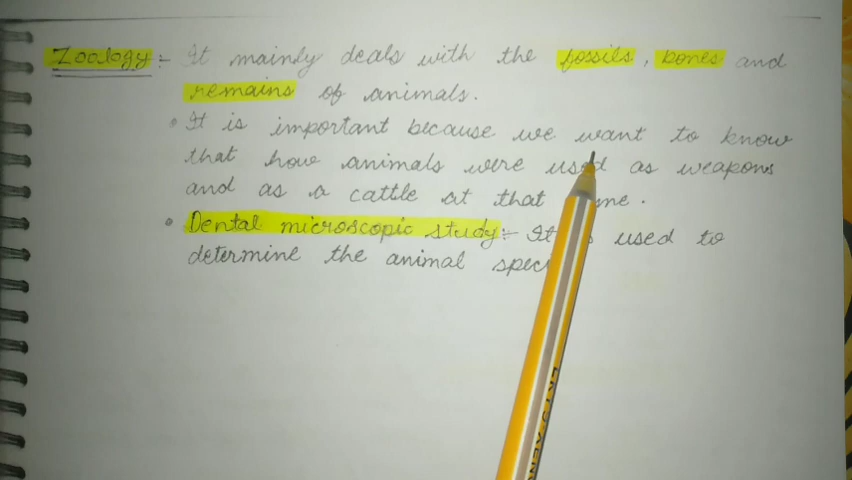 Zoology:- It mainly deals with the fossils, bones and
remains of animals.
• It is important because we want to know
that how animals were used as weapons
and as a cattle at that
• Dental microscopic study:- It used to
determine the animal